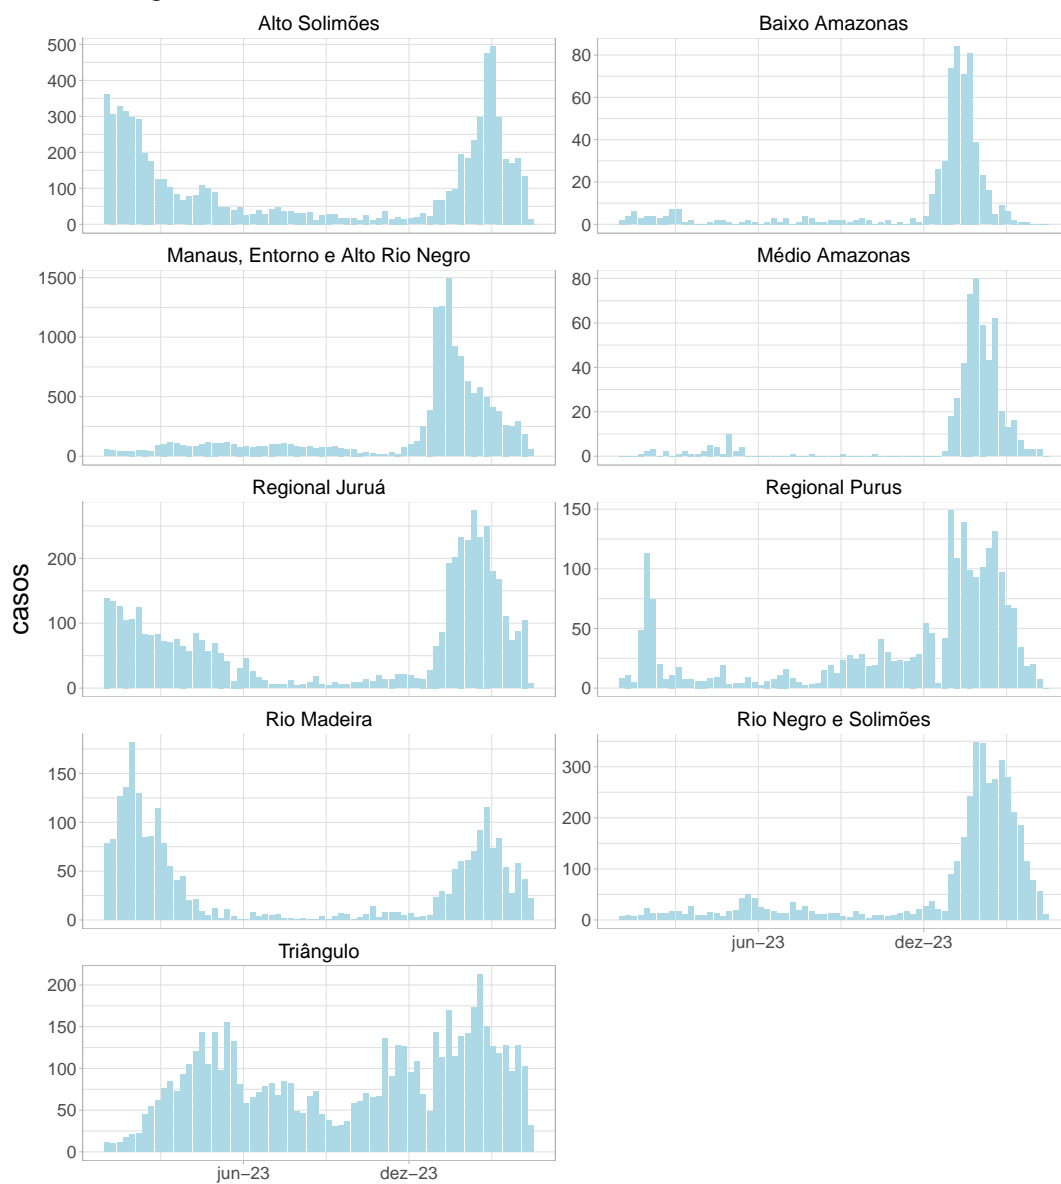 Alto Solimões
Baixo Amazonas
500
400
300
200
100
0
80
60
40
20
0
Manaus, Entorno e Alto Rio Negro
Médio Amazonas
1500
1000
500
0
80
60
40
20
0
Regional Juruá
Regional Purus
200
100
0
150
100
50
0
casos
Rio Madeira
Rio Negro e Solimões
150
100
50
0
300
200
100
0
jun−23
dez−23
Triângulo
200
150
100
50
0
jun−23
dez−23